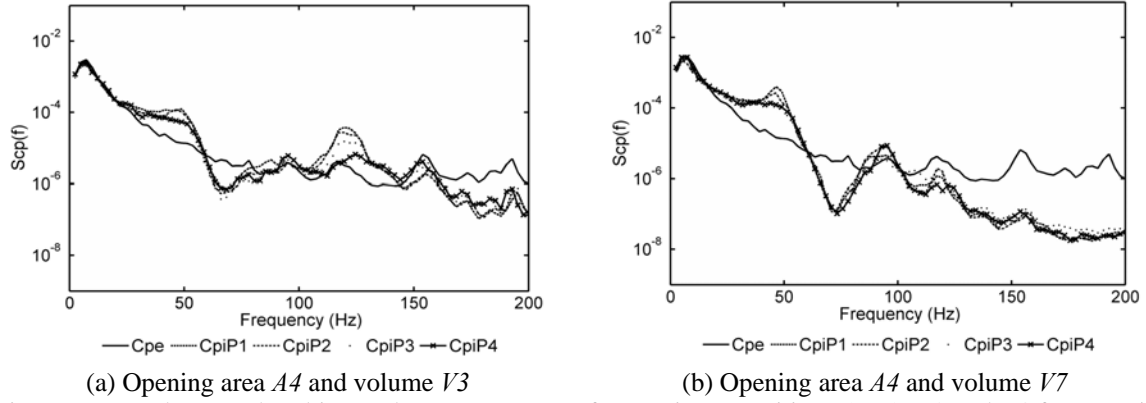 10^-2
10^-4
10^-6
10^-8
Scp(f)
0 50 100 150 200
Frequency (Hz)
Cpe CpiP1 CpiP2 CpiP3 CpiP4
(a) Opening area A4 and volume V3
10^-2
10^-4
10^-6
10^-8
Scp(f)
0 50 100 150 200
Frequency (Hz)
Cpe CpiP1 CpiP2 CpiP3 CpiP4
(b) Opening area A4 and volume V7